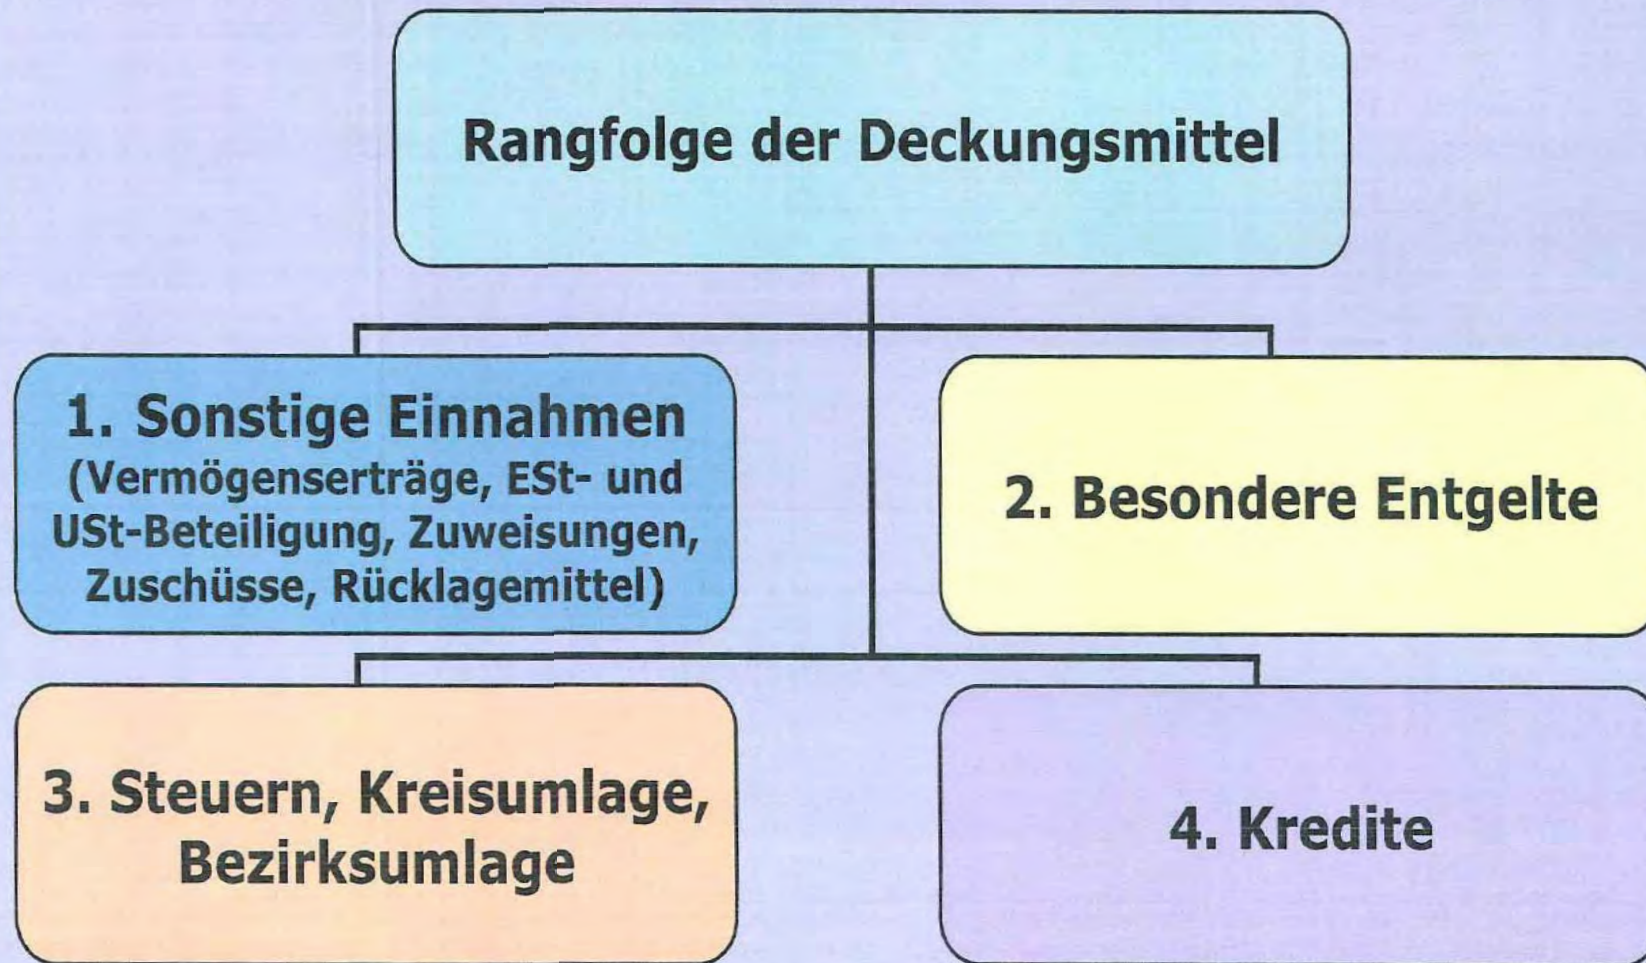 Rangfolge der Deckungsmittel
1. Sonstige Einnahmen
(Vermögenserträge, ESt- und
USt-Beteiligung, Zuweisungen,
Zuschüsse, Rücklagemittel)
2. Besondere Entgelte
3. Steuern, Kreisumlage,
Bezirksumlage
4. Kredite